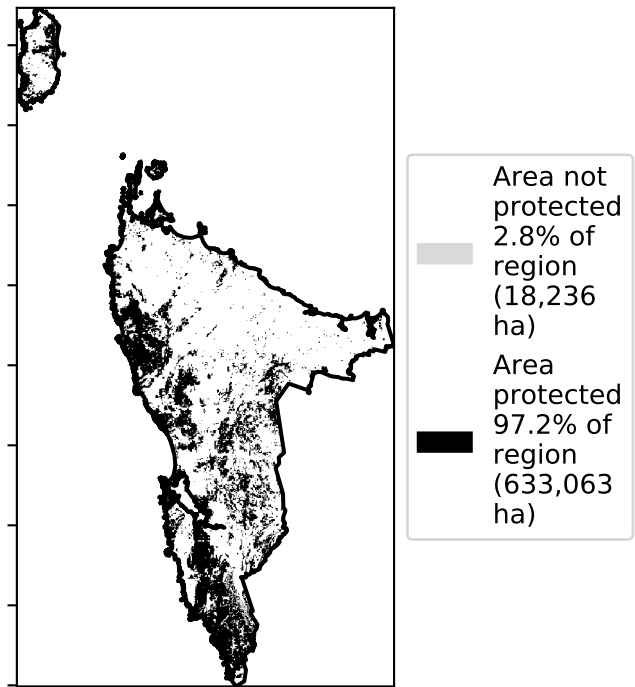 Area not
protected
2.8% of
region
(18,236
ha)
Area
protected
97.2% of
region
(633,063
ha)